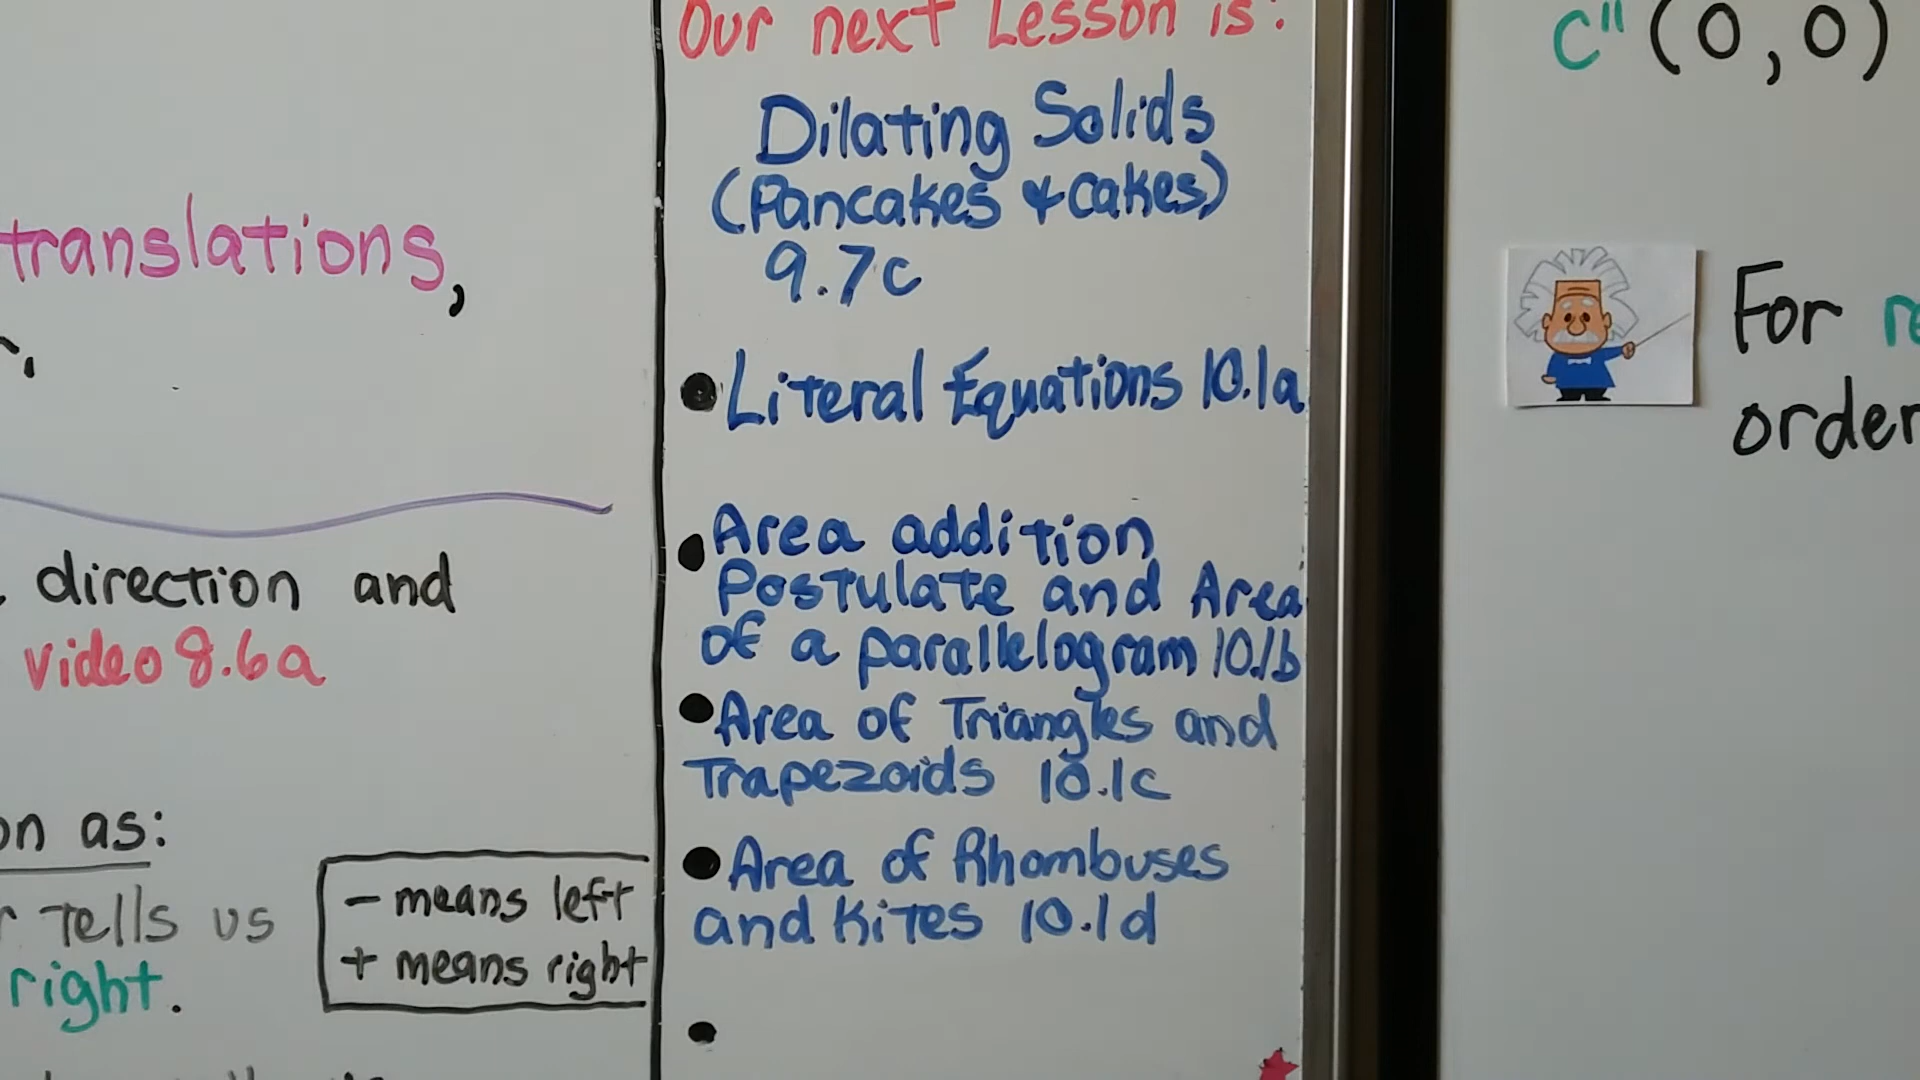 translations,
direction and
video 8.6a
on as:
tells us
right.
- means left
+ means right
Our next Lesson is:
Dilating Solids
(Pancakes & cakes)
9.7c
• Literal Equations 10.1a
• Area addition
Postulate and Area
of a parallelogram 10.1b
• Area of Triangles and
Trapezoids 10.1c
• Area of Rhombuses
and Kites 10.1d
•
C" (0,0)
For
order